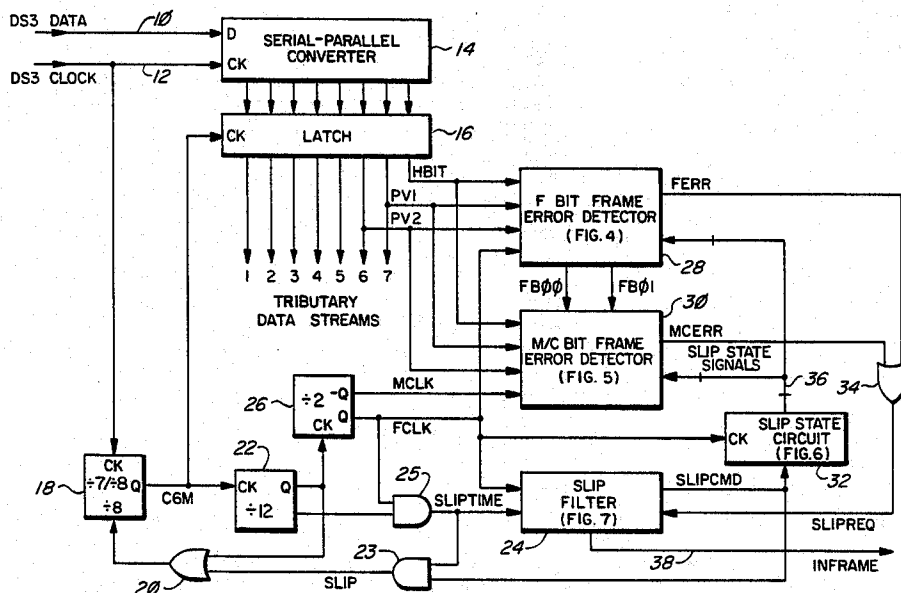 DS3 DATA
10
DS3 CLOCK
12
D
CK
SERIAL-PARALLEL
CONVERTER
14
CK
LATCH
16
HBIT
PV1
PV2
F BIT FRAME
ERROR DETECTOR
(FIG. 4)
28
FERR
1 2 3 4 5 6 7
TRIBUTARY
DATA STREAMS
FBØØ
FBØ1
3Ø
M/C BIT FRAME
ERROR DETECTOR
(FIG. 5)
MCERR
SLIP STATE
SIGNALS
34
36
26
÷2
-Q
Q
CK
MCLK
FCLK
CK
SLIP STATE
CIRCUIT
(FIG.6)
32
18
CK
÷7/÷8
Q
÷8
C6M
22
CK
Q
÷12
25
SLIPTIME
SLIP
FILTER
(FIG. 7)
24
SLIPCMD
SLIPREQ
38
INFRAME
23
SLIP
2Ø